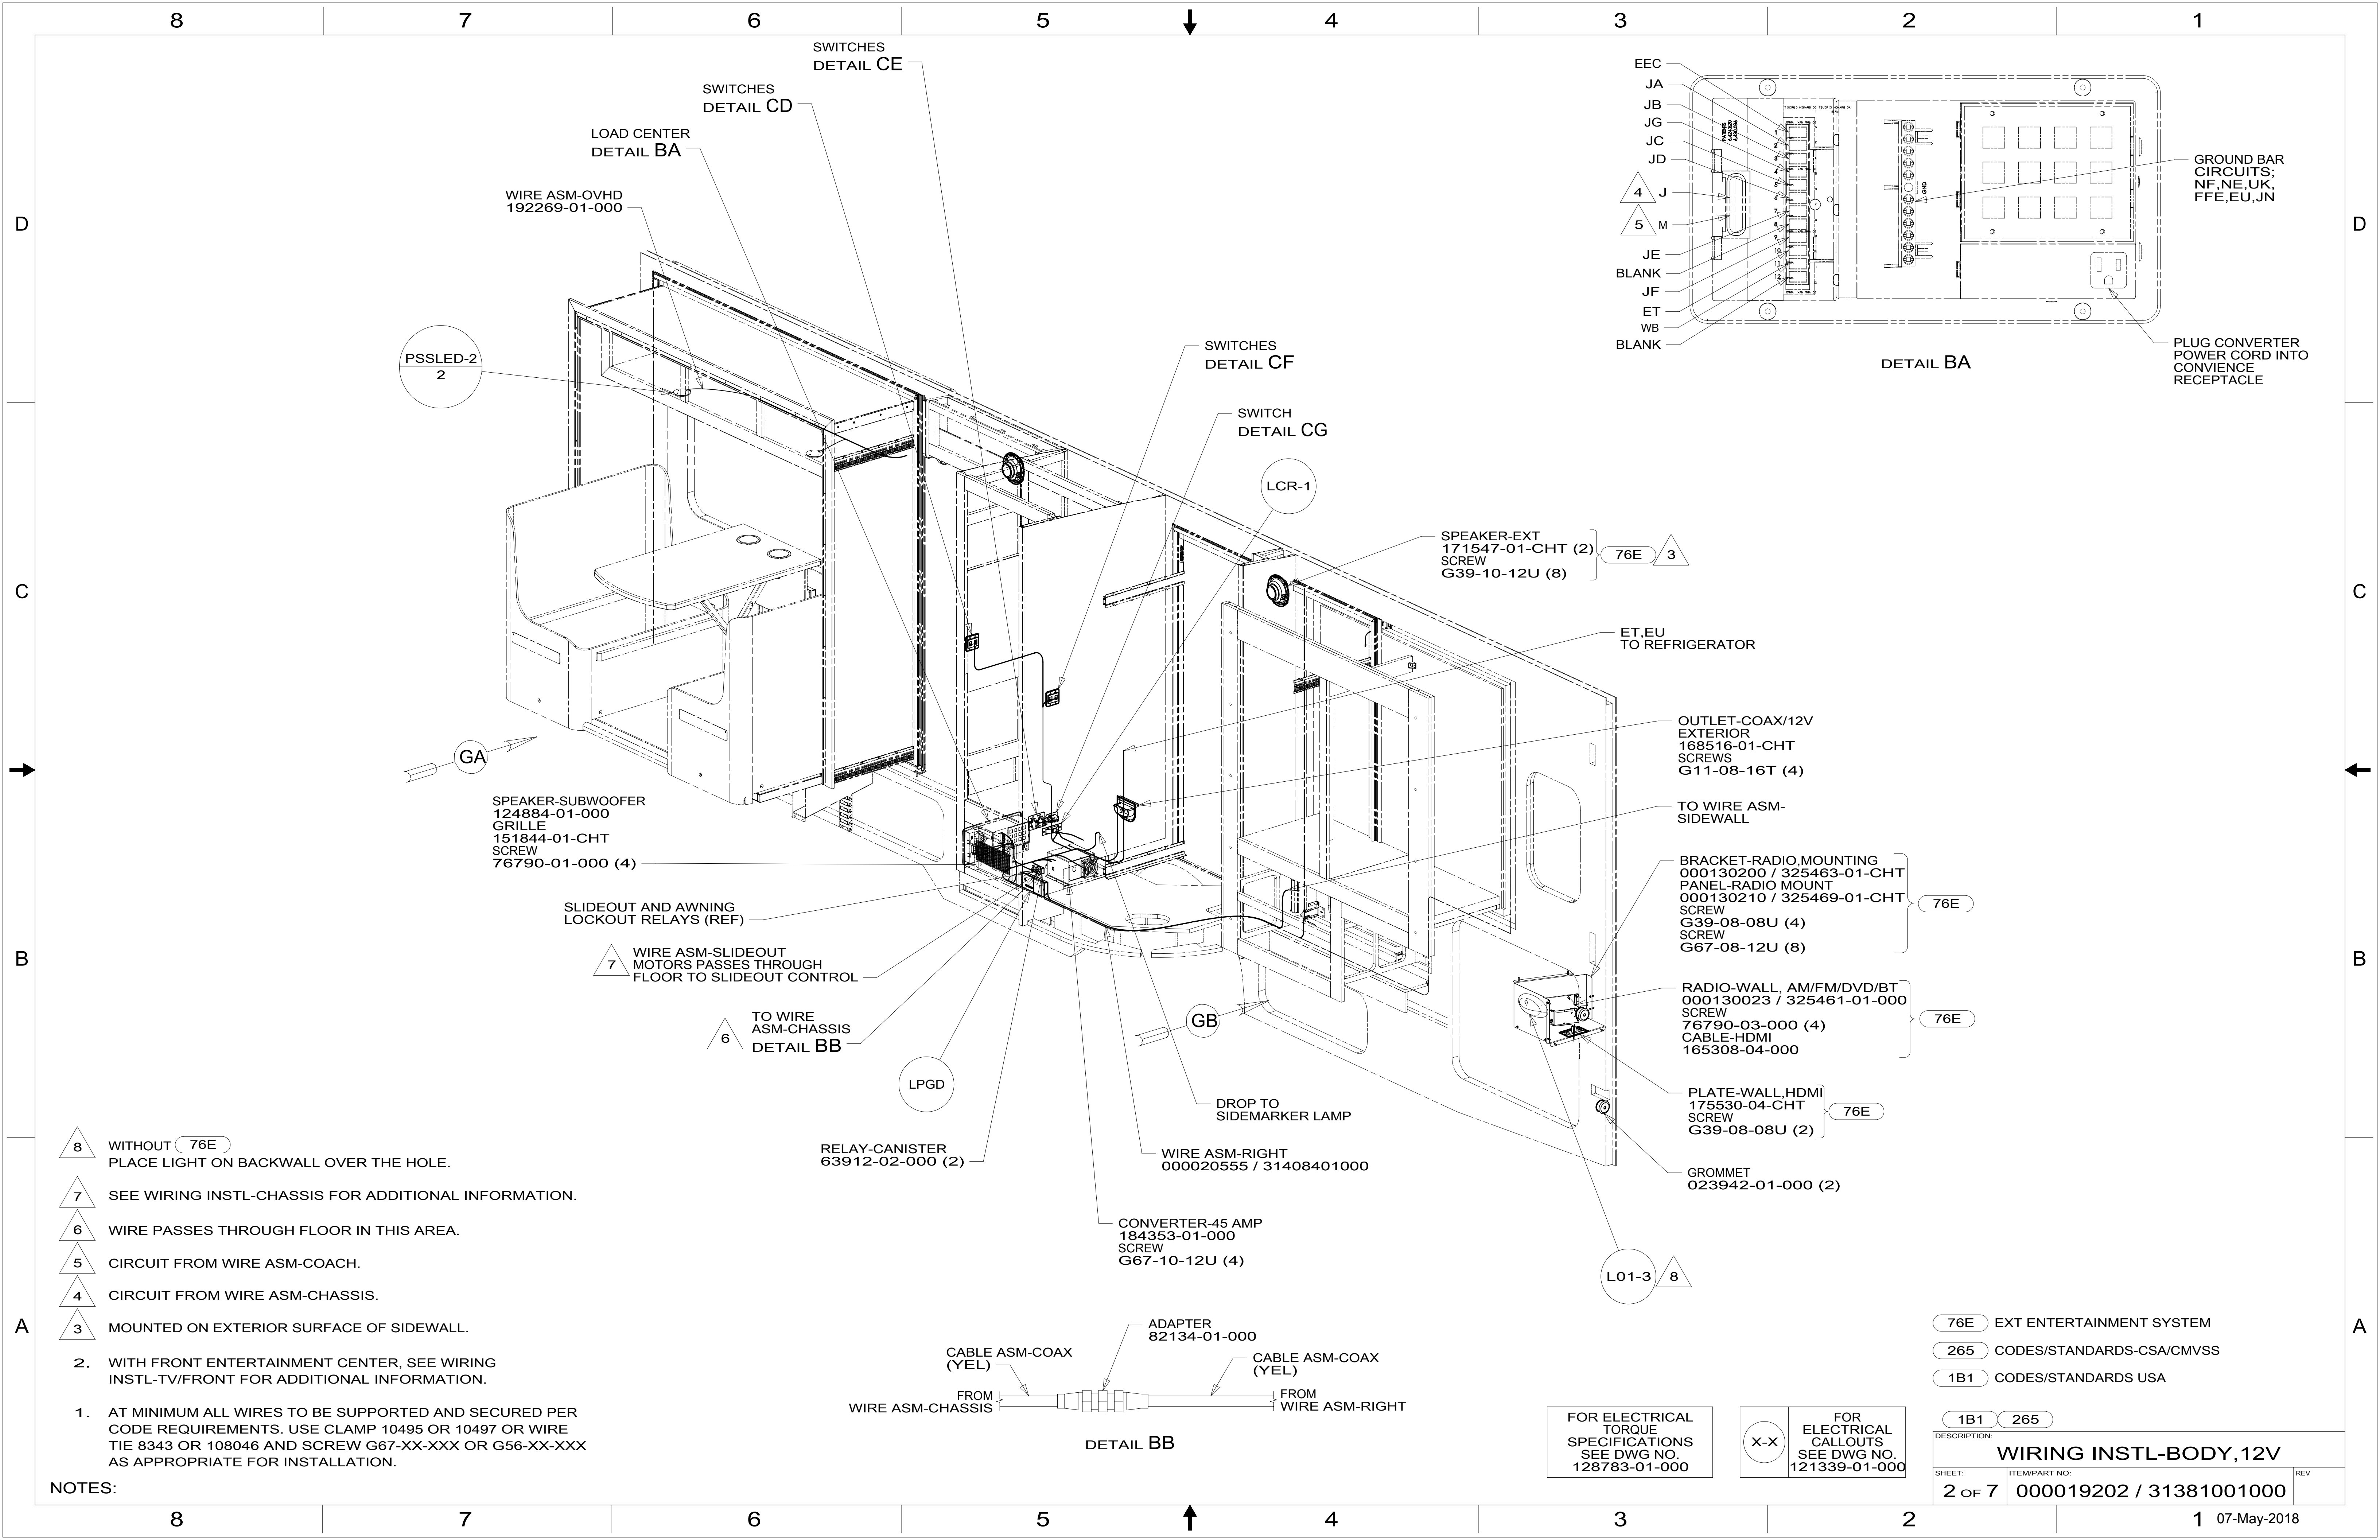 8 7 6 5 4 3 2 1
D
C
B
A
SWITCHES
DETAIL CE
SWITCHES
DETAIL CD
LOAD CENTER
DETAIL BA
WIRE ASM-OVHD
192269-01-000
PSSLED-2
2
SWITCHES
DETAIL CF
SWITCH
DETAIL CG
LCR-1
EEC
JA
JB
JG
JC
JD
4 J
5 M
JE
BLANK
JF
ET
WB
BLANK
1
2
3
4
5
6
7
8
9
10
11
12
GND
GROUND BAR
CIRCUITS;
NF,NE,UK,
FFE,EU,JN
PLUG CONVERTER
POWER CORD INTO
CONVIENCE
RECEPTACLE
DETAIL BA
SPEAKER-EXT
171547-01-CHT (2)
SCREW
G39-10-12U (8)
76E
3
ET,EU
TO REFRIGERATOR
OUTLET-COAX/12V
EXTERIOR
168516-01-CHT
SCREWS
G11-08-16T (4)
TO WIRE ASM-
SIDEWALL
BRACKET-RADIO,MOUNTING
000130200 / 325463-01-CHT
PANEL-RADIO MOUNT
000130210 / 325469-01-CHT
SCREW
G39-08-08U (4)
SCREW
G67-08-12U (8)
76E
RADIO-WALL, AM/FM/DVD/BT
000130023 / 325461-01-000
SCREW
76790-03-000 (4)
CABLE-HDMI
165308-04-000
76E
PLATE-WALL,HDMI
175530-04-CHT
SCREW
G39-08-08U (2)
76E
GROMMET
023942-01-000 (2)
L01-3
8
GA
GB
SPEAKER-SUBWOOFER
124884-01-000
GRILLE
151844-01-CHT
SCREW
76790-01-000 (4)
SLIDEOUT AND AWNING
LOCKOUT RELAYS (REF)
7
WIRE ASM-SLIDEOUT
MOTORS PASSES THROUGH
FLOOR TO SLIDEOUT CONTROL
6
TO WIRE
ASM-CHASSIS
DETAIL BB
LPGD
RELAY-CANISTER
63912-02-000 (2)
DROP TO
SIDEMARKER LAMP
WIRE ASM-RIGHT
000020555 / 31408401000
CONVERTER-45 AMP
184353-01-000
SCREW
G67-10-12U (4)
8 WITHOUT 76E
PLACE LIGHT ON BACKWALL OVER THE HOLE.
7 SEE WIRING INSTL-CHASSIS FOR ADDITIONAL INFORMATION.
6 WIRE PASSES THROUGH FLOOR IN THIS AREA.
5 CIRCUIT FROM WIRE ASM-COACH.
4 CIRCUIT FROM WIRE ASM-CHASSIS.
3 MOUNTED ON EXTERIOR SURFACE OF SIDEWALL.
2. WITH FRONT ENTERTAINMENT CENTER, SEE WIRING
INSTL-TV/FRONT FOR ADDITIONAL INFORMATION.
1. AT MINIMUM ALL WIRES TO BE SUPPORTED AND SECURED PER
CODE REQUIREMENTS. USE CLAMP 10495 OR 10497 OR WIRE
TIE 8343 OR 108046 AND SCREW G67-XX-XXX OR G56-XX-XXX
AS APPROPRIATE FOR INSTALLATION.
NOTES:
ADAPTER
82134-01-000
CABLE ASM-COAX
(YEL)
CABLE ASM-COAX
(YEL)
FROM
WIRE ASM-CHASSIS
FROM
WIRE ASM-RIGHT
DETAIL BB
FOR ELECTRICAL
TORQUE
SPECIFICATIONS
SEE DWG NO.
128783-01-000
X-X
FOR
ELECTRICAL
CALLOUTS
SEE DWG NO.
121339-01-000
76E EXT ENTERTAINMENT SYSTEM
265 CODES/STANDARDS-CSA/CMVSS
1B1 CODES/STANDARDS USA
1B1 265
DESCRIPTION:
WIRING INSTL-BODY,12V
SHEET:
2 OF 7
ITEM/PART NO:
000019202 / 31381001000
REV
D
C
B
A
8 7 6 5 4 3 2 1
07-May-2018